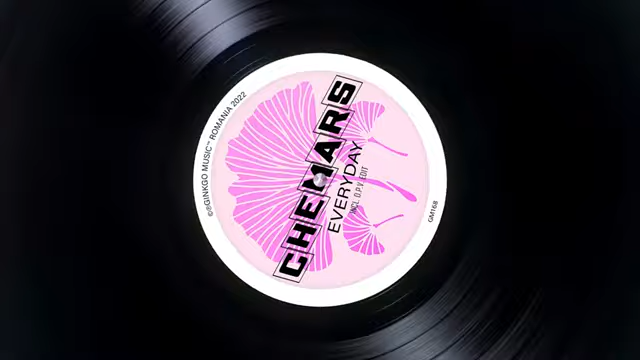 ©℗GINKGO MUSIC™ ROMANIA 2022
CHEMARS
EVERYDAY
INCL. D.P.V. EDIT
GM168